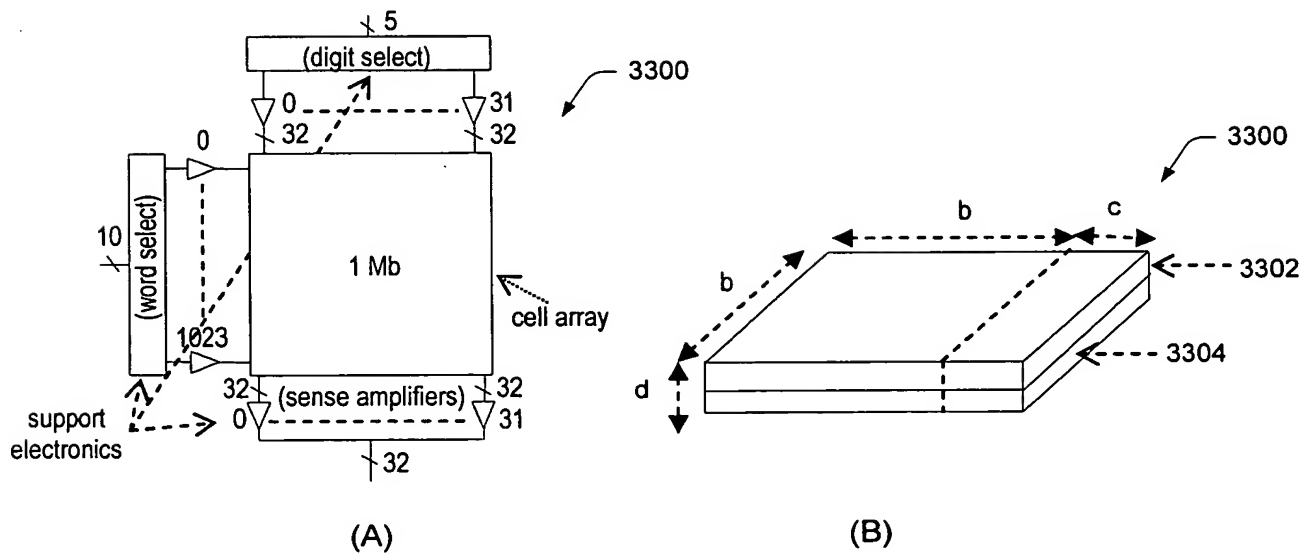 5
(digit select)
3300
0
31
32
32
0
(word select)
10
1 Mb
cell array
1023
32
(sense amplifiers)
32
support
electronics
0
31
32
(A)
3300
b
c
b
3302
3304
d
(B)